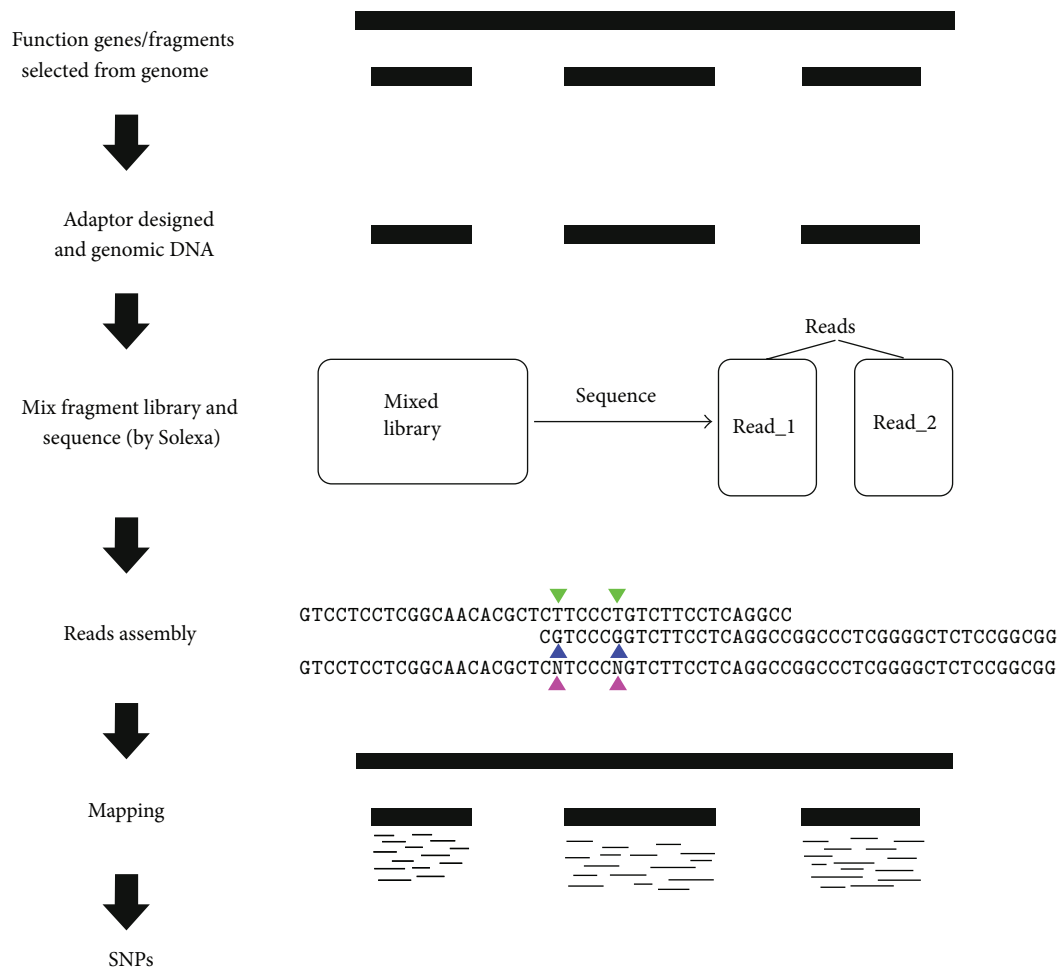 Function genes/fragments
selected from genome
Adaptor designed
and genomic DNA
Reads
Mix fragment library and
sequence (by Solexa)
Mixed
library
Sequence
Read_1
Read_2
Reads assembly
GTCCTCCTCGGCAACACGCTCTTCCCTGTCTTCCTCAGGCC
CGTCCCGGTCTTCCTCAGGCCGGCCCTCGGGGCTCTCCGGCGG
GTCCTCCTCGGCAACACGCTCNTCCCNGTCTTCCTCAGGCCGGCCCTCGGGGCTCTCCGGCGG
Mapping
SNPs